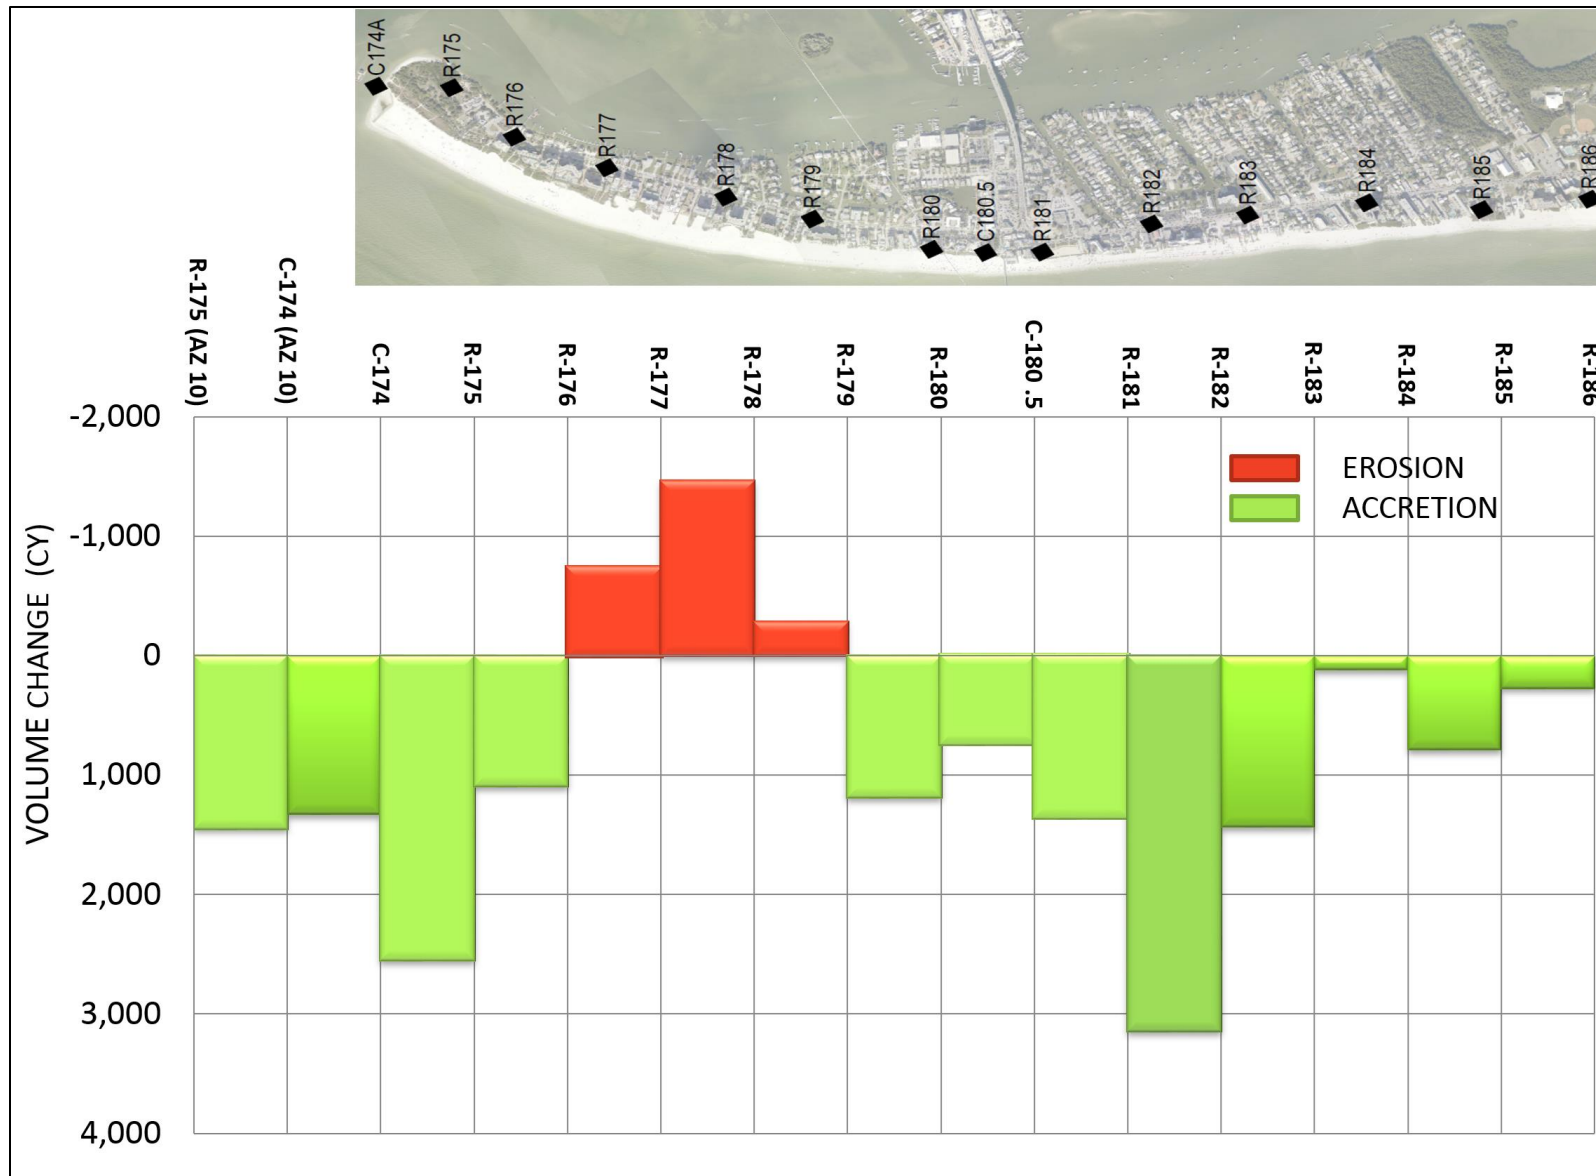 C174A
R175
R176
R177
R178
R179
R180
C180.5
R181
R182
R183
R184
R185
R186
R-175 (AZ 10)
C-174 (AZ 10)
C-174
R-175
R-176
R-177
R-178
R-179
R-180
C-180 .5
R-181
R-182
R-183
R-184
R-185
R-186
VOLUME CHANGE (CY)
-2,000
-1,000
0
1,000
2,000
3,000
4,000
EROSION
ACCRETION